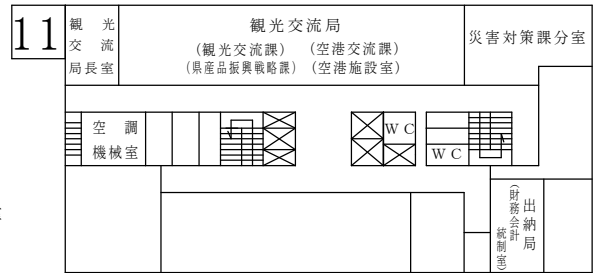 11
観光
交流
局長室
観光交流局
(観光交流課) (空港交流課)
(県産品振興戦略課) (空港施設室)
災害対策課分室
空調
機械室
WC
WC
出納局
(財務会計
統制室)